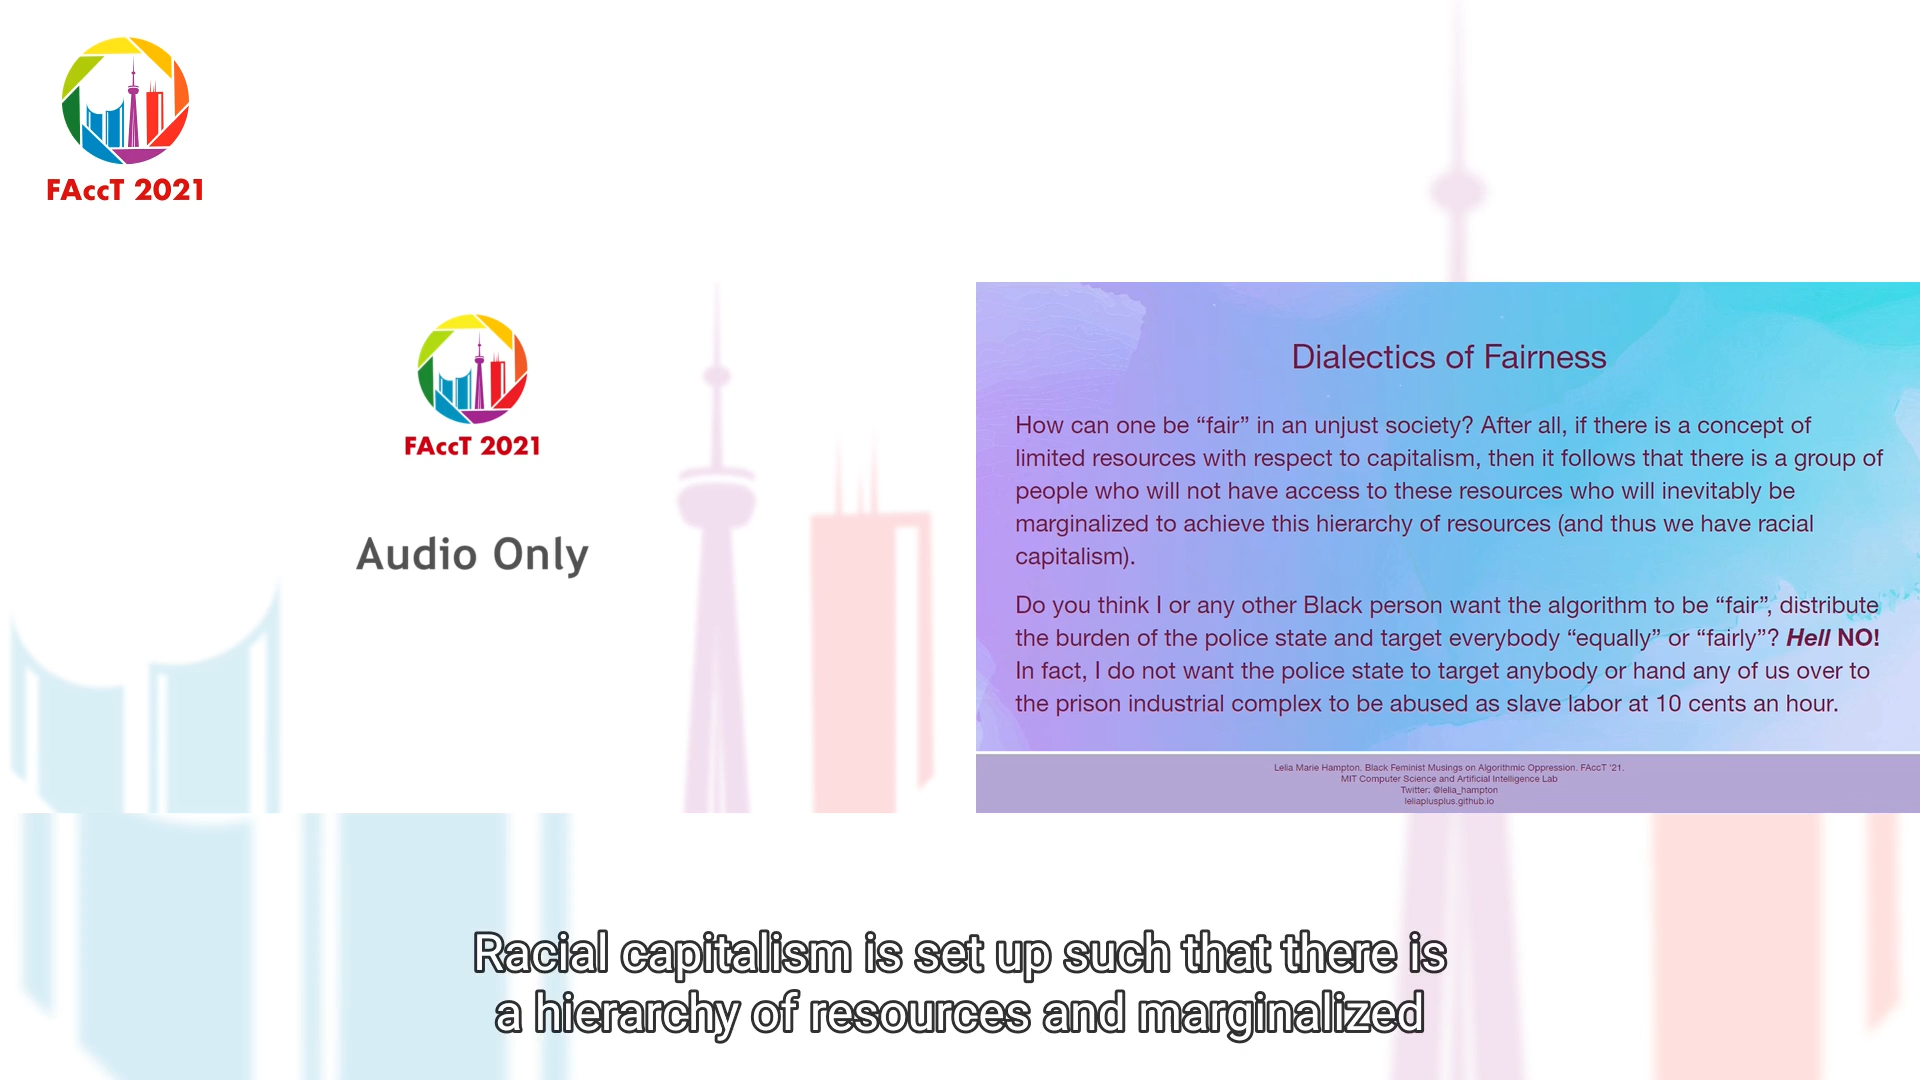 FAccT 2021
FAccT 2021
Audio Only
Dialectics of Fairness
How can one be “fair” in an unjust society? After all, if there is a concept of
limited resources with respect to capitalism, then it follows that there is a group of
people who will not have access to these resources who will inevitably be
marginalized to achieve this hierarchy of resources (and thus we have racial
capitalism).
Do you think I or any other Black person want the algorithm to be “fair”, distribute
the burden of the police state and target everybody “equally” or “fairly”? Hell NO!
In fact, I do not want the police state to target anybody or hand any of us over to
the prison industrial complex to be abused as slave labor at 10 cents an hour.
Lelia Marie Hampton. Black Feminist Musings on Algorithmic Oppression. FAccT '21.
MIT Computer Science and Artificial Intelligence Lab
Twitter: @lelia_hampton
leliaplusplus.github.io
Racial capitalism is set up such that there is
a hierarchy of resources and marginalized